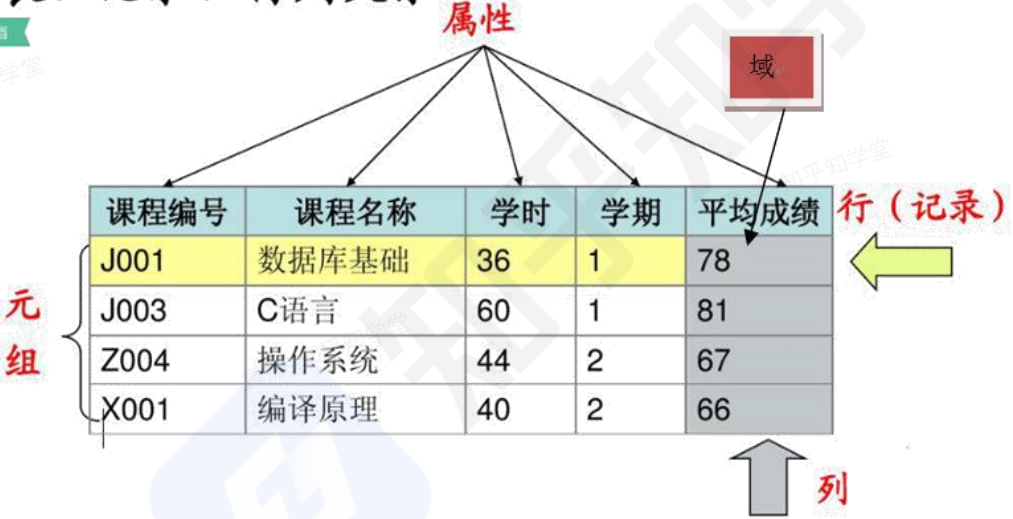 属性
域
课程编号 课程名称 学时 学期 平均成绩
行（记录）
J001 数据库基础 36 1 78
J003 C语言 60 1 81
Z004 操作系统 44 2 67
X001 编译原理 40 2 66
元
组
列